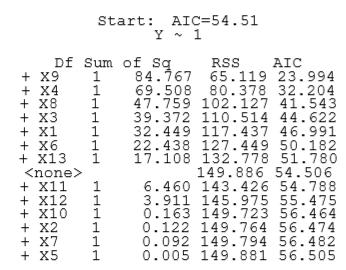 Start: AIC=54.51
Y ~ 1
Df Sum of Sq RSS AIC
+ X9 1 84.767 65.119 23.994
+ X4 1 69.508 80.378 32.204
+ X8 1 47.759 102.127 41.543
+ X3 1 39.372 110.514 44.622
+ X1 1 32.449 117.437 46.991
+ X6 1 22.438 127.449 50.182
+ X13 1 17.108 132.778 51.780
<none> 149.886 54.506
+ X11 1 6.460 143.426 54.788
+ X12 1 3.911 145.975 55.475
+ X10 1 0.163 149.723 56.464
+ X2 1 0.122 149.764 56.474
+ X7 1 0.092 149.794 56.482
+ X5 1 0.005 149.881 56.505